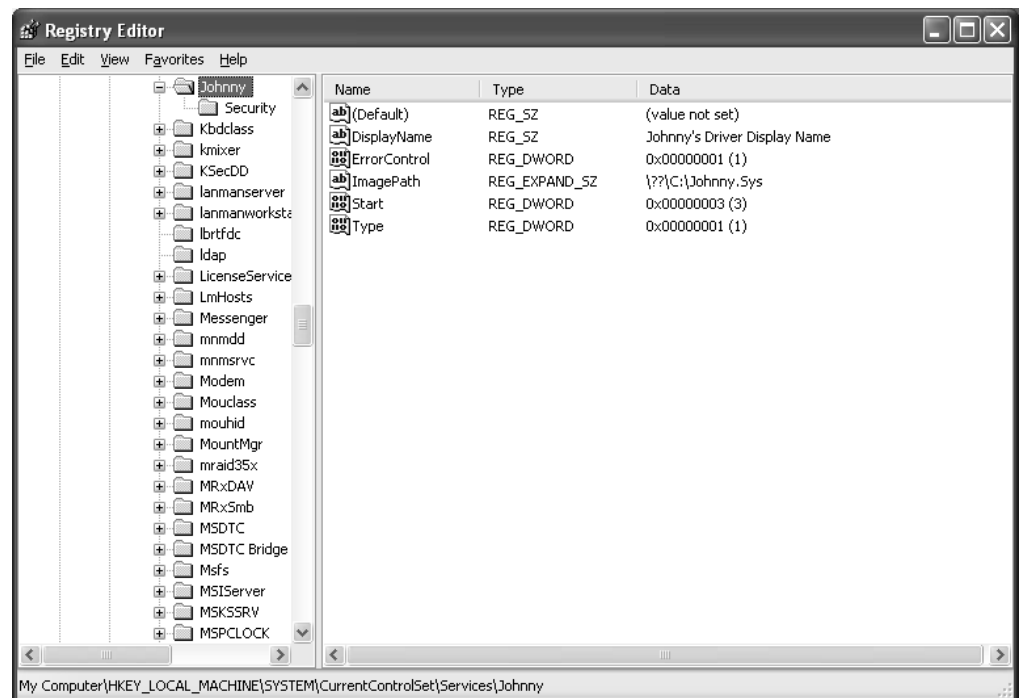 Registry Editor
File Edit View Favorites Help
Johnny
Security
Kbdclass
kmixer
KSecDD
lanmanserver
lanmanworksta
lbrtfdc
ldap
LicenseService
LmHosts
Messenger
mnmdd
mnmsrvc
Modem
Mouclass
mouhid
MountMgr
mraid35x
MRxDAV
MRxSmb
MSDTC
MSDTC Bridge
Msfs
MSIServer
MSKSSRV
MSPCLOCK
Name Type Data
(Default) REG_SZ (value not set)
DisplayName REG_SZ Johnny's Driver Display Name
ErrorControl REG_DWORD 0x00000001 (1)
ImagePath REG_EXPAND_SZ \??\C:\Johnny.Sys
Start REG_DWORD 0x00000003 (3)
Type REG_DWORD 0x00000001 (1)
My Computer\HKEY_LOCAL_MACHINE\SYSTEM\CurrentControlSet\Services\Johnny